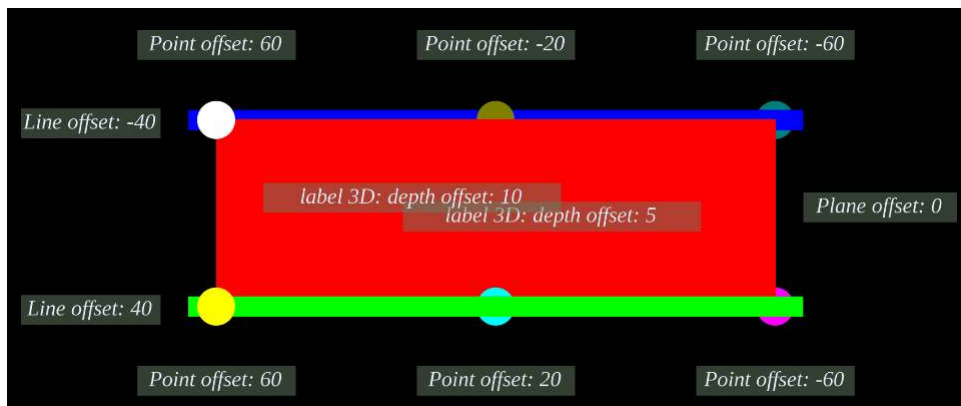 Point offset: 60
Point offset: -20
Point offset: -60
Line offset: -40
label 3D: depth offset: 10
label 3D: depth offset: 5
Plane offset: 0
Line offset: 40
Point offset: 60
Point offset: 20
Point offset: -60